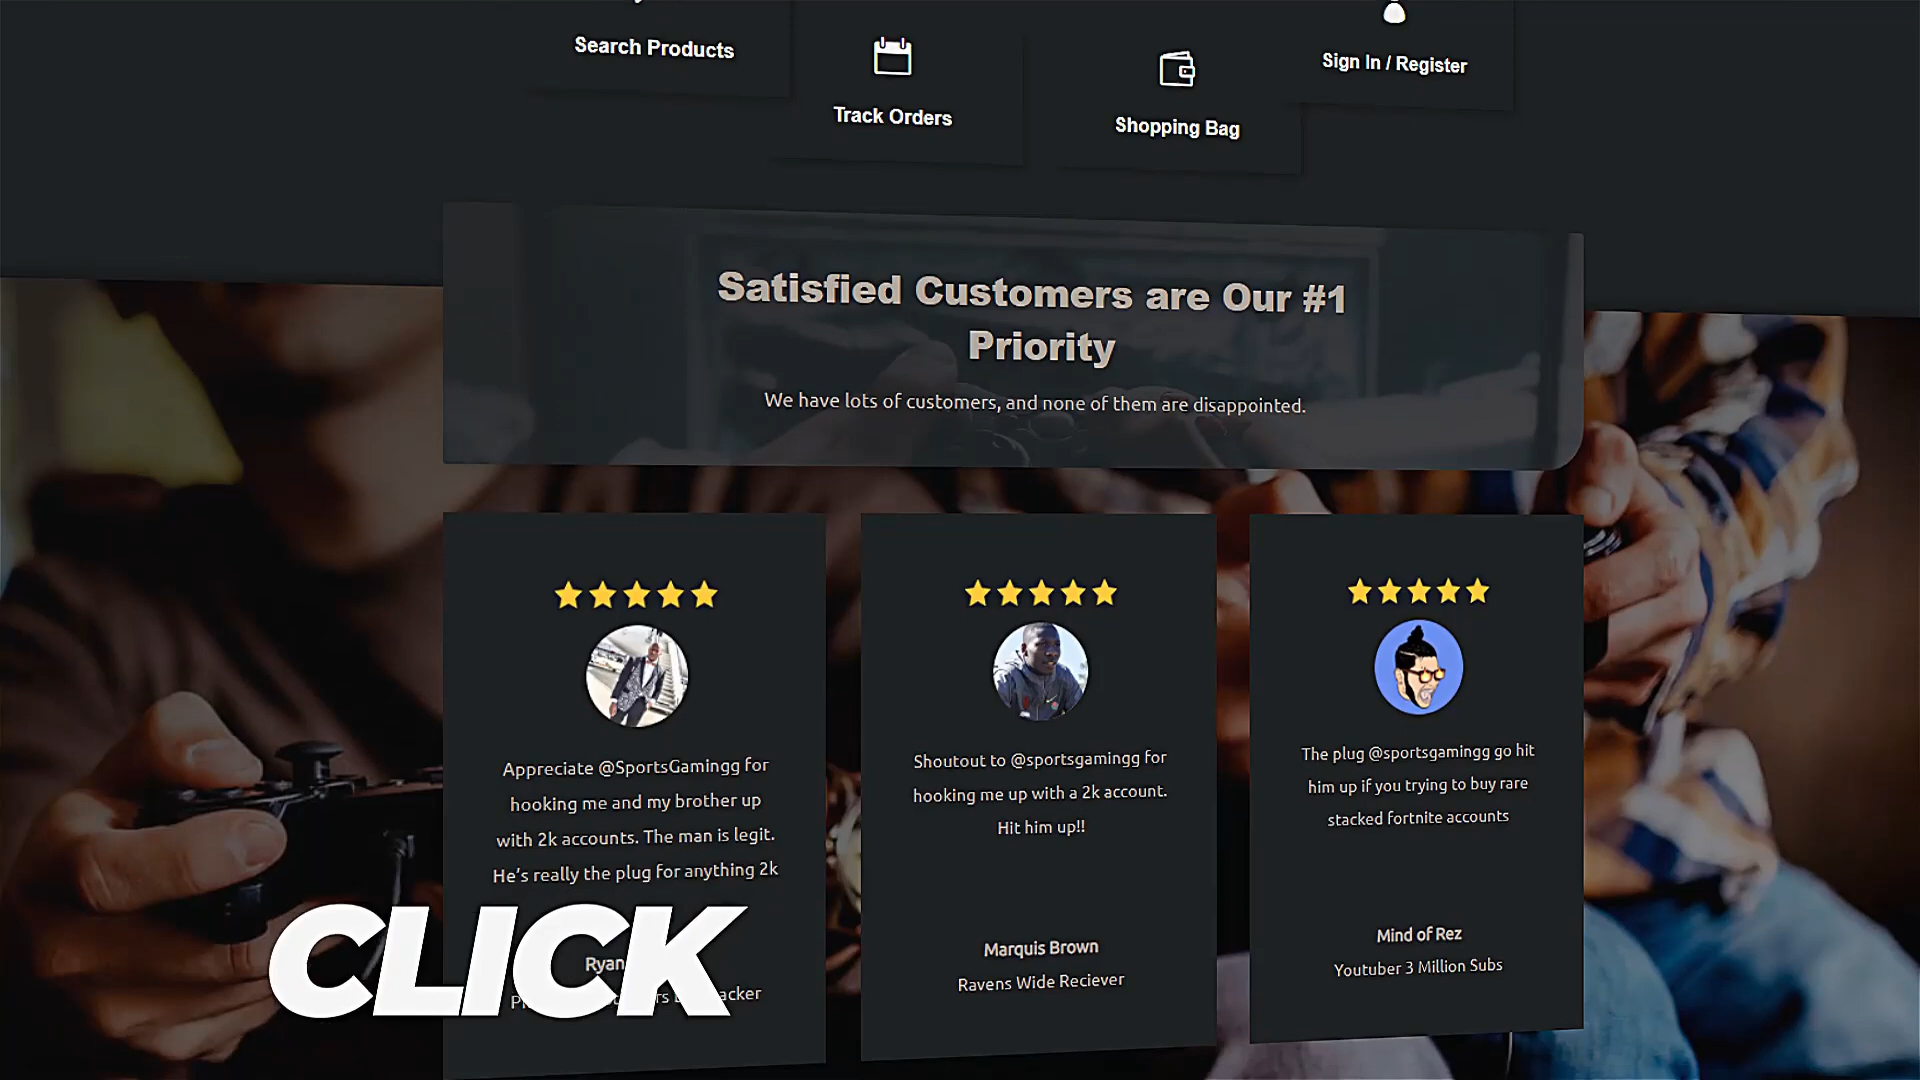 Search Products
Track Orders
Shopping Bag
Sign In / Register
Satisfied Customers are Our #1
Priority
We have lots of customers, and none of them are disappointed.
Appreciate @SportsGamingg for
hooking me and my brother up
with 2k accounts. The man is legit.
He's really the plug for anything 2k
Ryan
Shoutout to @sportsgamingg for
hooking me up with a 2k account.
Hit him up!!
Marquis Brown
Ravens Wide Reciever
The plug @sportsgamingg go hit
him up if you trying to buy rare
stacked fortnite accounts
Mind of Rez
Youtuber 3 Million Subs
CLICK